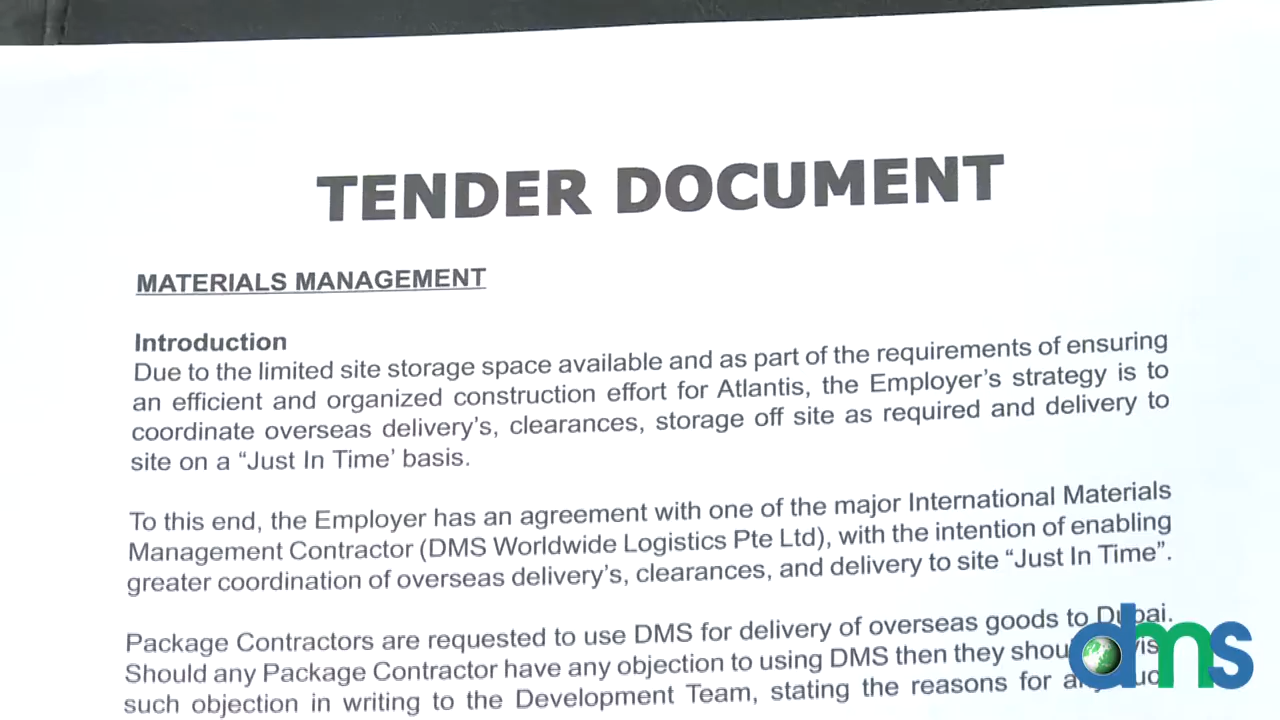 TENDER DOCUMENT
MATERIALS MANAGEMENT
Introduction
Due to the limited site storage space available and as part of the requirements of ensuring
an efficient and organized construction effort for Atlantis, the Employer's strategy is to
coordinate overseas delivery's, clearances, storage off site as required and delivery to
site on a “Just In Time’ basis.
To this end, the Employer has an agreement with one of the major International Materials
Management Contractor (DMS Worldwide Logistics Pte Ltd), with the intention of enabling
greater coordination of overseas delivery's, clearances, and delivery to site “Just In Time”.
Package Contractors are requested to use DMS for delivery of overseas goods to Dubai.
Should any Package Contractor have any objection to using DMS then they
such objection in writing to the Development Team, stating the reasons for
dms